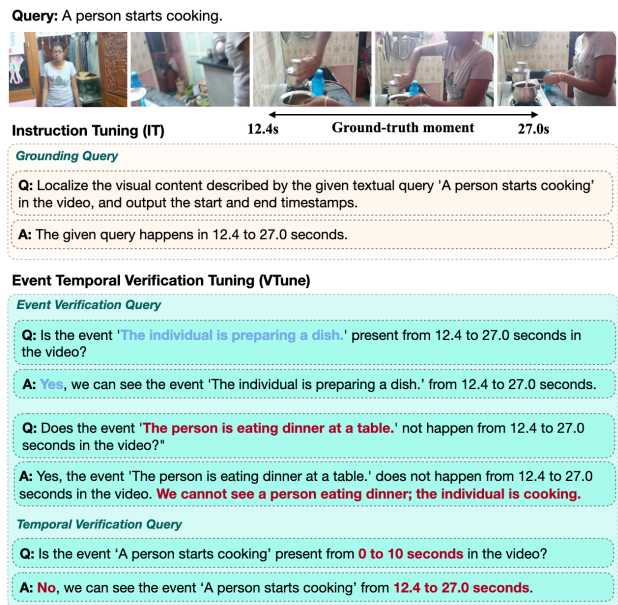 Query: A person starts cooking.
12.4s Ground-truth moment 27.0s
Instruction Tuning (IT)
Grounding Query
Q: Localize the visual content described by the given textual query 'A person starts cooking’
in the video, and output the start and end timestamps.
A: The given query happens in 12.4 to 27.0 seconds.
Event Temporal Verification Tuning (VTune)
Event Verification Query
Q: Is the event 'The individual is preparing a dish.' present from 12.4 to 27.0 seconds in
the video?
A: Yes, we can see the event 'The individual is preparing a dish.’ from 12.4 to 27.0 seconds.
Q: Does the event 'The person is eating dinner at a table.' not happen from 12.4 to 27.0
seconds in the video?"
A: Yes, the event 'The person is eating dinner at a table.' does not happen from 12.4 to 27.0
seconds in the video. We cannot see a person eating dinner; the individual is cooking.
Temporal Verification Query
Q: Is the event ‘A person starts cooking’ present from 0 to 10 seconds in the video?
A: No, we can see the event ‘A person starts cooking’ from 12.4 to 27.0 seconds.